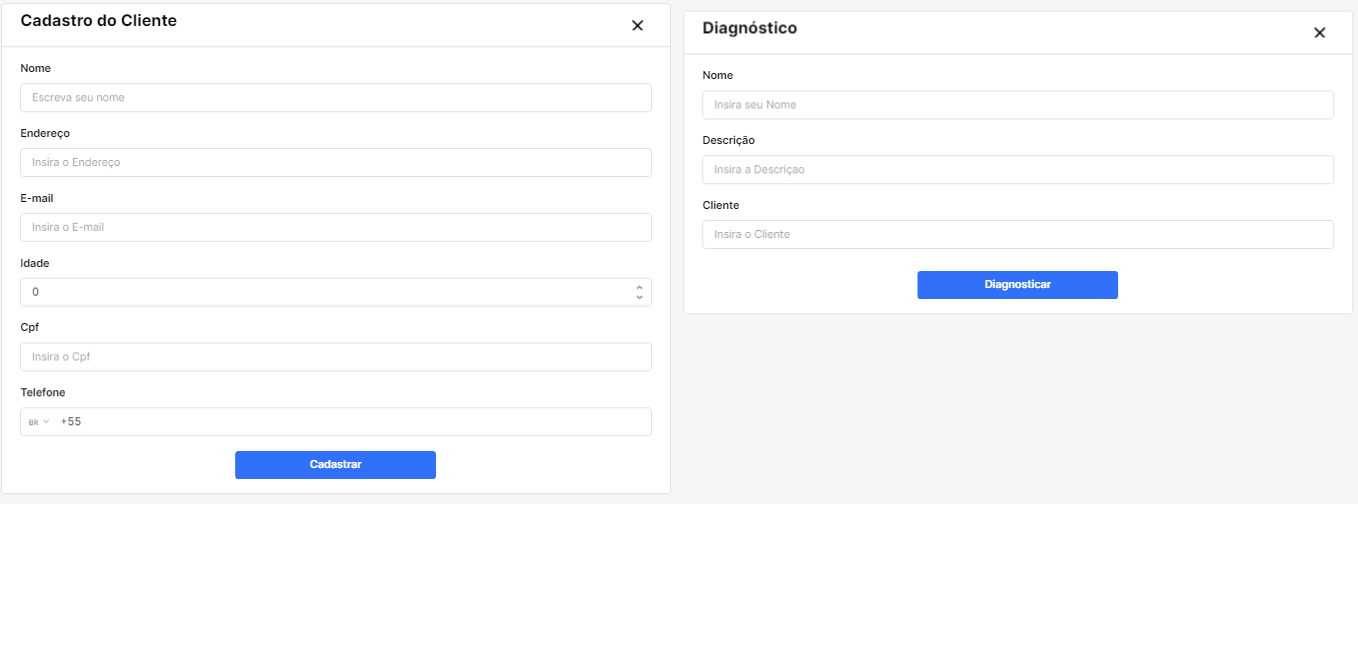 Cadastro do Cliente
Nome
Escreva seu nome
Endereço
Insira o Endereço
E-mail
Insira o E-mail
Idade
0
Cpf
Insira o Cpf
Telefone
BR +55
Cadastrar
Diagnóstico
Nome
Insira seu Nome
Descrição
Insira a Descriçao
Cliente
Insira o Cliente
Diagnosticar